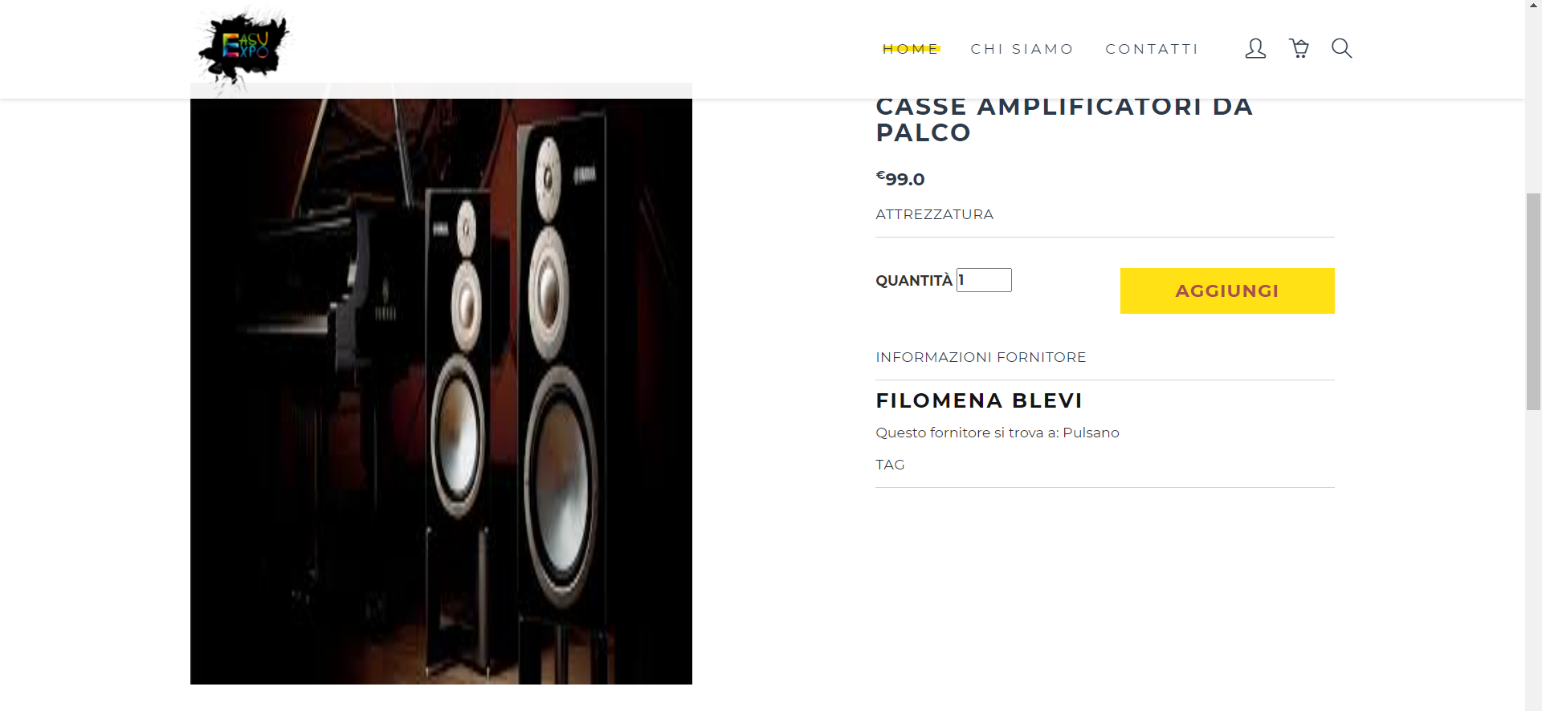 EASY
EXPO
HOME CHI SIAMO CONTATTI
CASSE AMPLIFICATORI DA
PALCO
€99.0
ATTREZZATURA
QUANTITÀ 1
AGGIUNGI
INFORMAZIONI FORNITORE
FILOMENA BLEVI
Questo fornitore si trova a: Pulsano
TAG